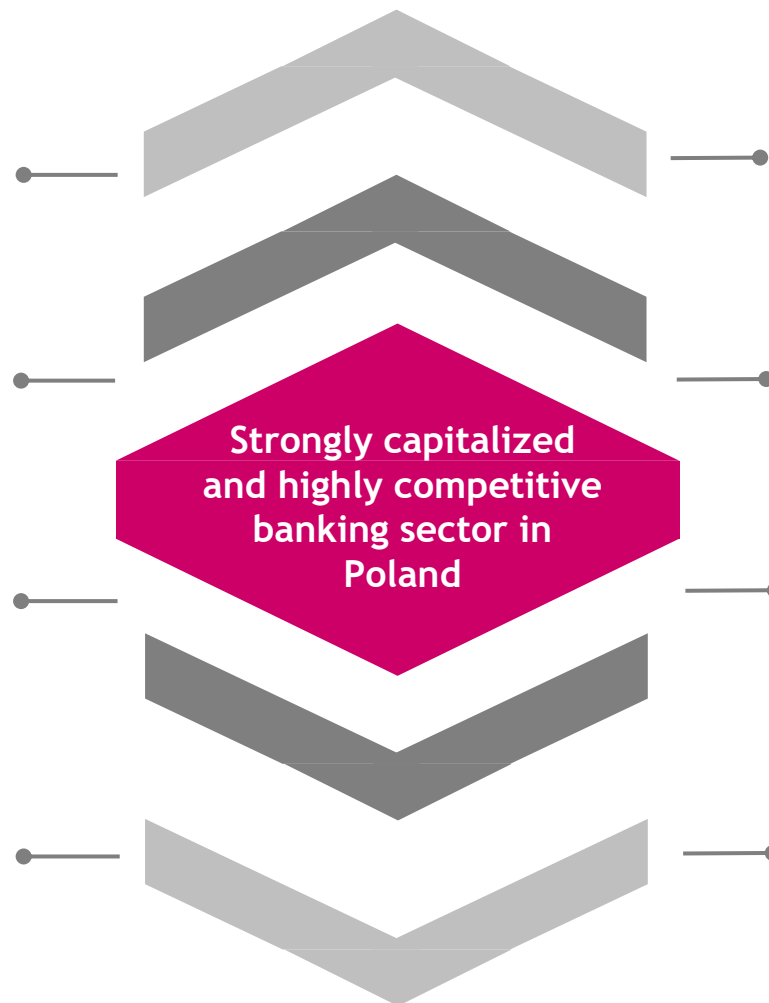 Strongly capitalized
and highly competitive
banking sector in
Poland